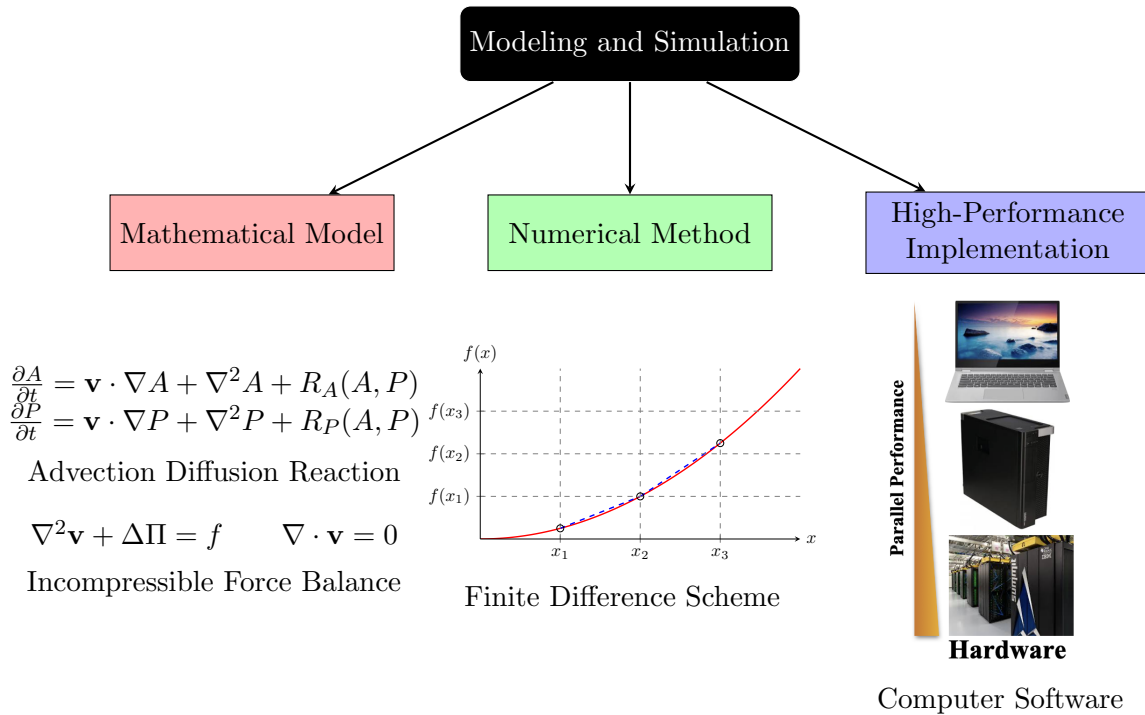 Modeling and Simulation
Mathematical Model
Numerical Method
High-Performance
Implementation
∂A/∂t = v · ∇A + ∇²A + R_A(A, P)
∂P/∂t = v · ∇P + ∇²P + R_P(A, P)
Advection Diffusion Reaction
∇²v + ΔΠ = f ∇ · v = 0
Incompressible Force Balance
f(x)
f(x₃)
f(x₂)
f(x₁)
x₁ x₂ x₃ x
Finite Difference Scheme
Parallel Performance
summit
Hardware
Computer Software